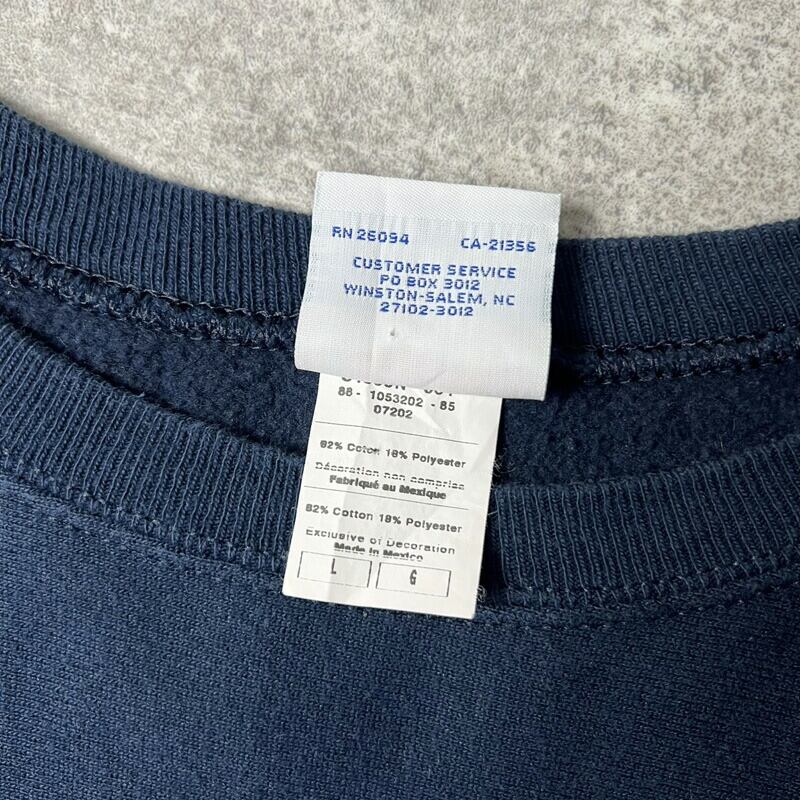 RN 26094 CA-21356
CUSTOMER SERVICE
PO BOX 3012
WINSTON-SALEM, NC
27102-3012
88- 1053202 - 85
07202
82% Coton 18% Polyester
Décoration non comprise
Fabriqué au Mexique
82% Cotton 18% Polyester
Exclusive of Decoration
Made in Mexico
L G